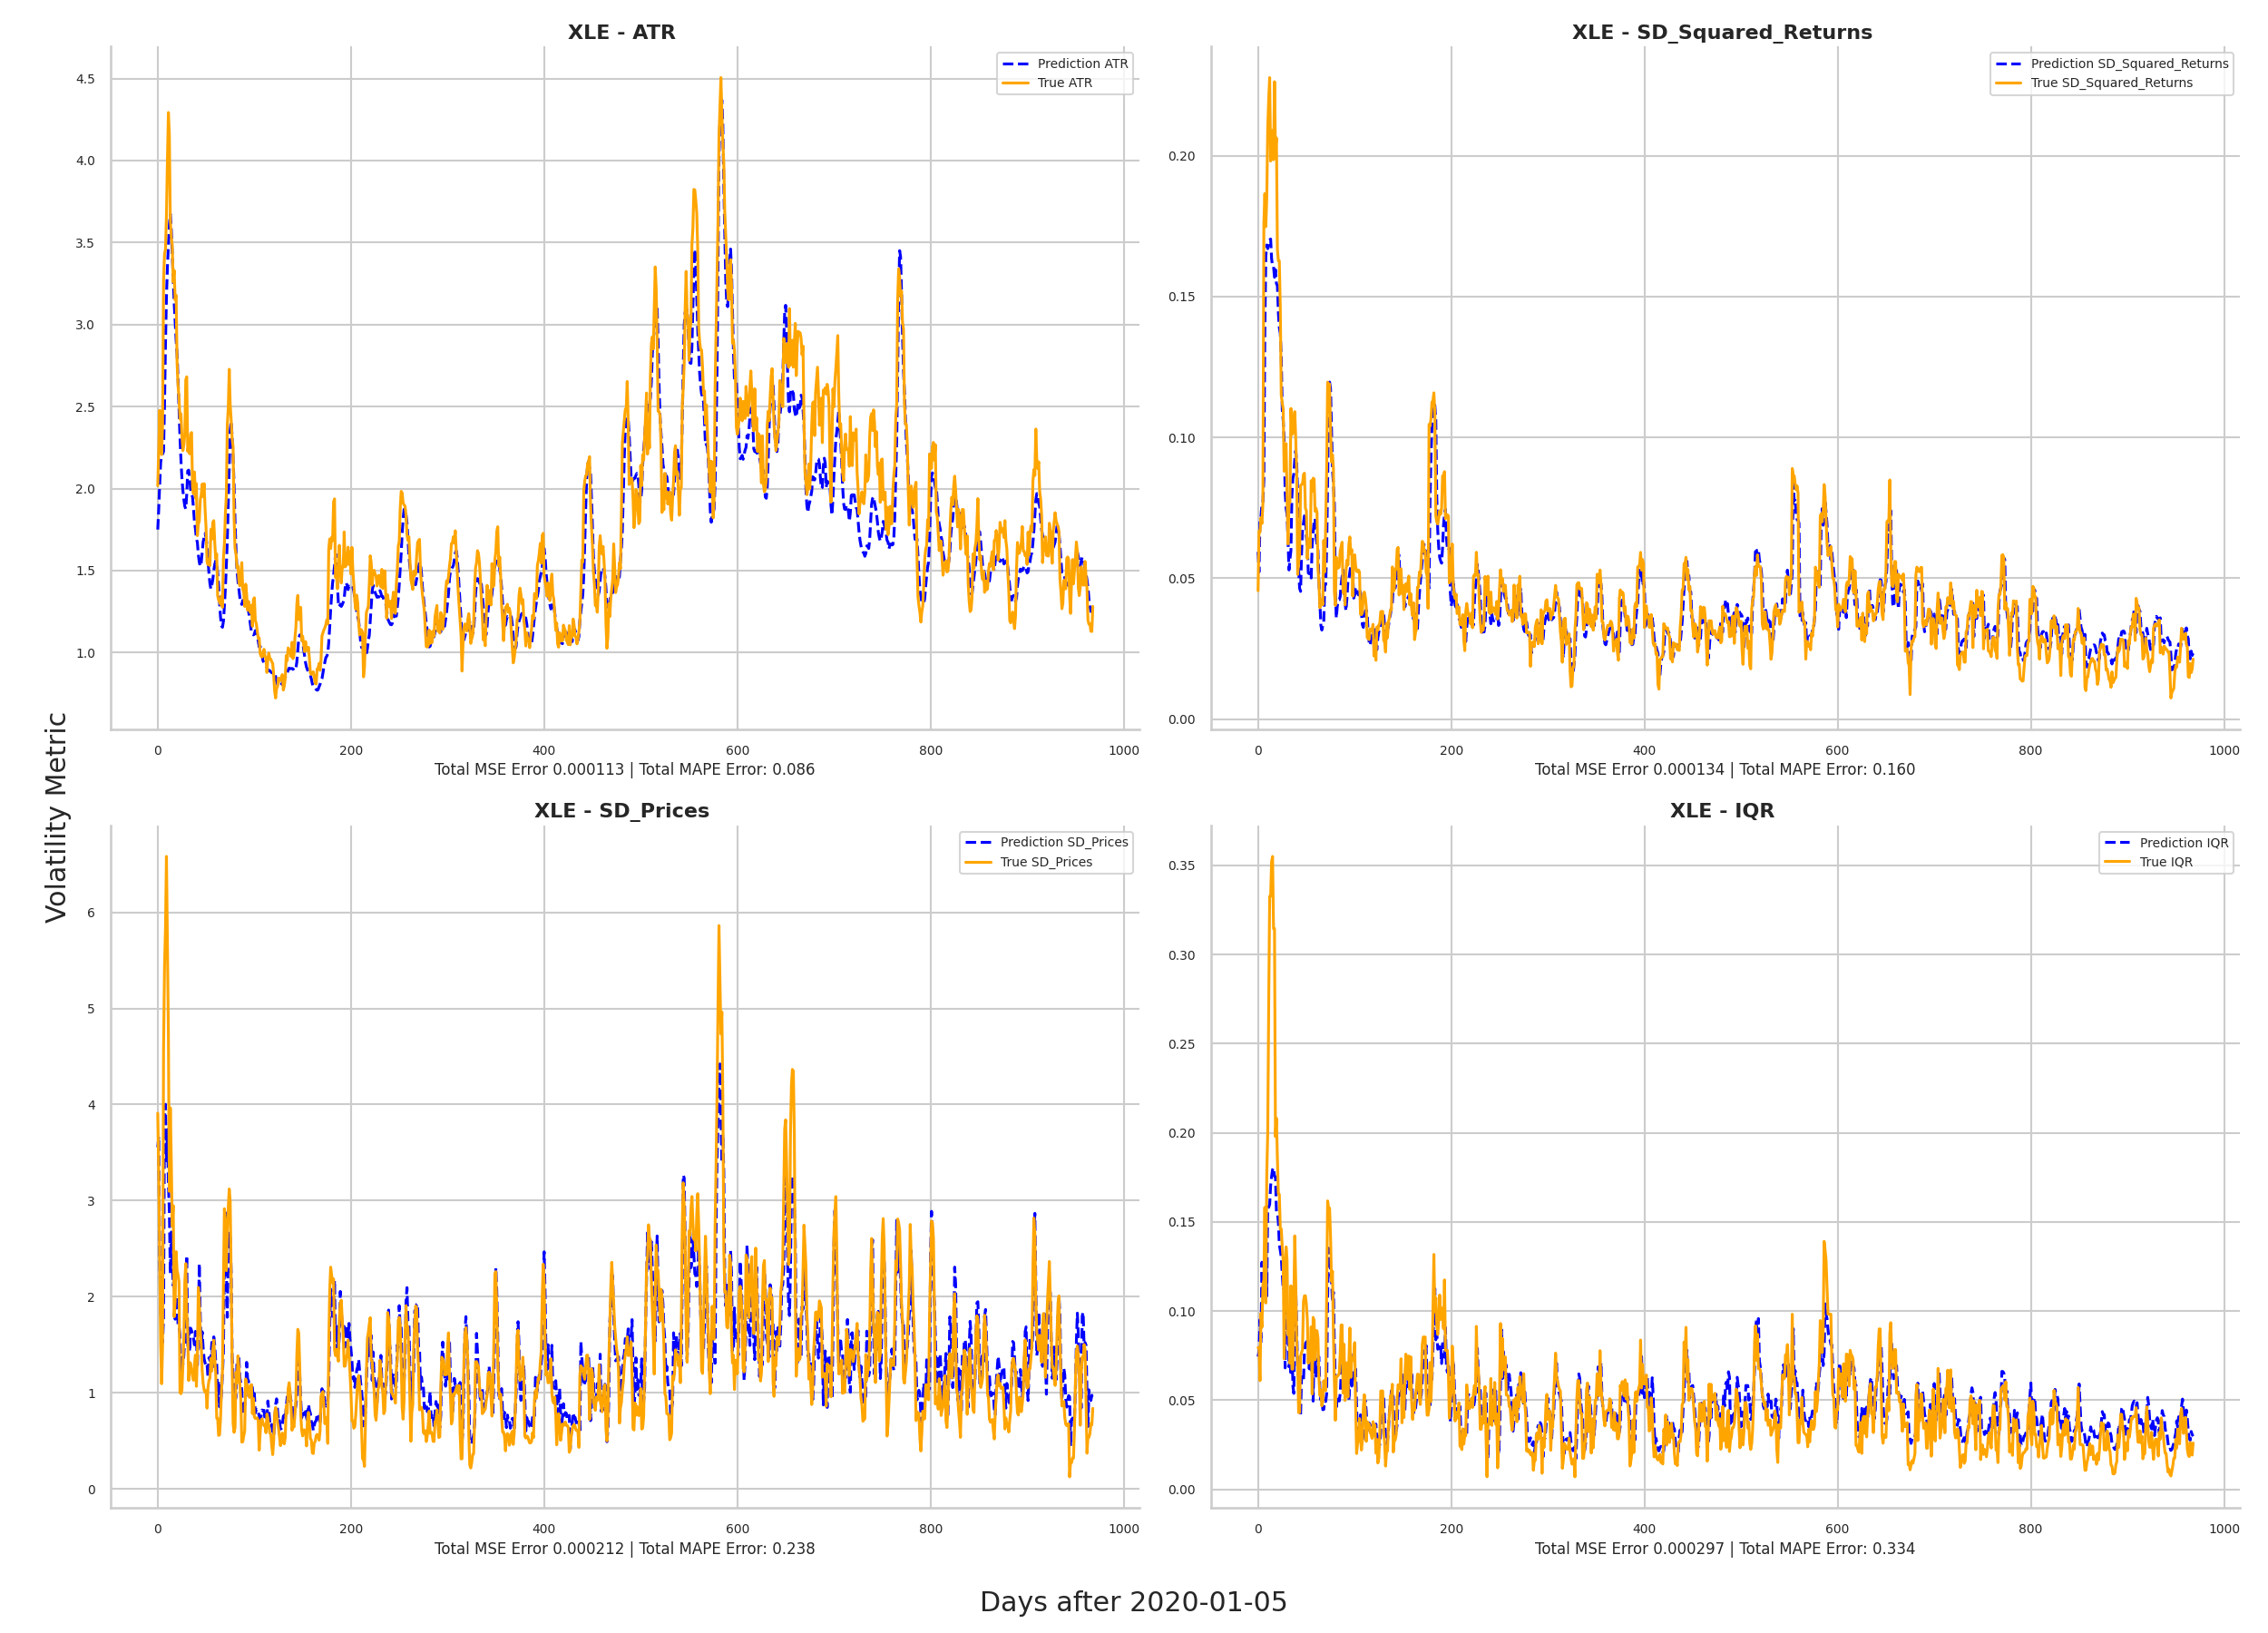 XLE - ATR
Prediction ATR
True ATR
4.5
4.0
3.5
3.0
2.5
2.0
1.5
1.0
0 200 400 600 800 1000
Total MSE Error 0.000113 | Total MAPE Error: 0.086
XLE - SD_Squared_Returns
Prediction SD_Squared_Returns
True SD_Squared_Returns
0.20
0.15
0.10
0.05
0.00
0 200 400 600 800 1000
Total MSE Error 0.000134 | Total MAPE Error: 0.160
Volatility Metric
XLE - SD_Prices
Prediction SD_Prices
True SD_Prices
6
5
4
3
2
1
0
0 200 400 600 800 1000
Total MSE Error 0.000212 | Total MAPE Error: 0.238
XLE - IQR
Prediction IQR
True IQR
0.35
0.30
0.25
0.20
0.15
0.10
0.05
0.00
0 200 400 600 800 1000
Total MSE Error 0.000297 | Total MAPE Error: 0.334
Days after 2020-01-05